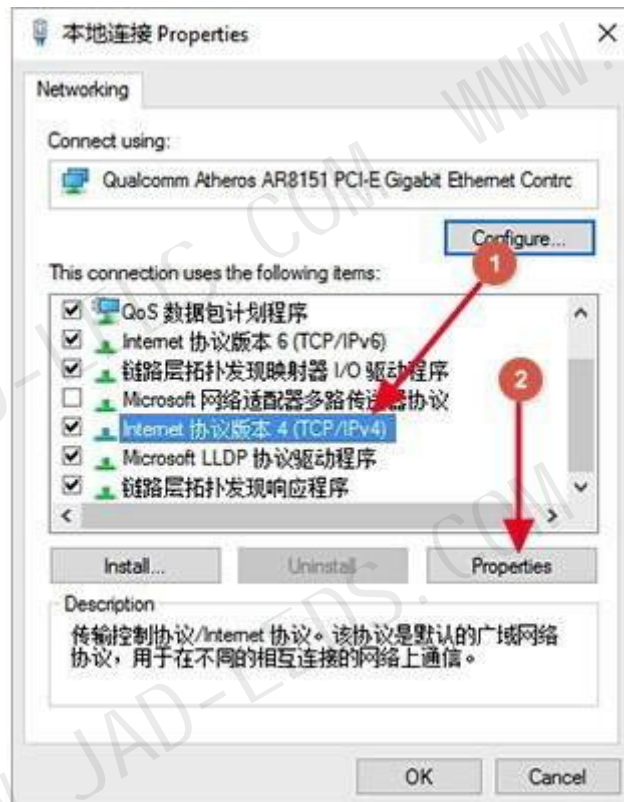 本地连接 Properties
Networking
Connect using:
Qualcomm Atheros AR8151 PCI-E Gigabit Ethernet Contrc
Configure...
1
This connection uses the following items:
QoS 数据包计划程序
Internet 协议版本 6 (TCP/IPv6)
链路层拓扑发现映射器 I/O 驱动程序
2
Microsoft 网络适配器多路传送器协议
Internet 协议版本 4 (TCP/IPv4)
Microsoft LLDP 协议驱动程序
链路层拓扑发现响应程序
Install...
Uninstall
Properties
Description
传输控制协议/Internet 协议。该协议是默认的广域网络
协议，用于在不同的相互连接的网络上通信。
OK
Cancel
WWW.JAD-LEDS.COM